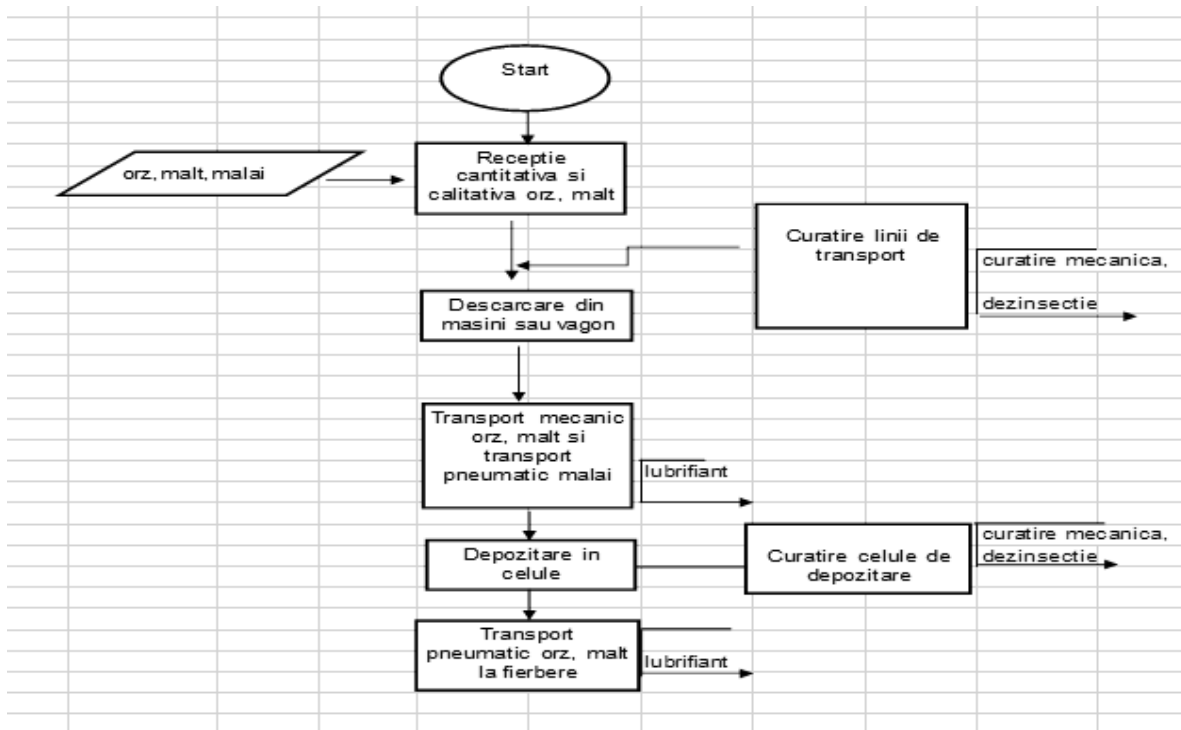 Start
orz, malt, malai
Receptie
cantitativa si
calitativa orz, malt
Curatire linii de
transport
curatire mecanica,
dezinsectie
Descarcare din
masini sau vagon
Transport mecanic
orz, malt si
transport
pneumatic malai
lubrifiant
Depozitare in
celule
Curatire celule de
depozitare
curatire mecanica,
dezinsectie
Transport
pneumatic orz, malt
la fierbere
lubrifiant